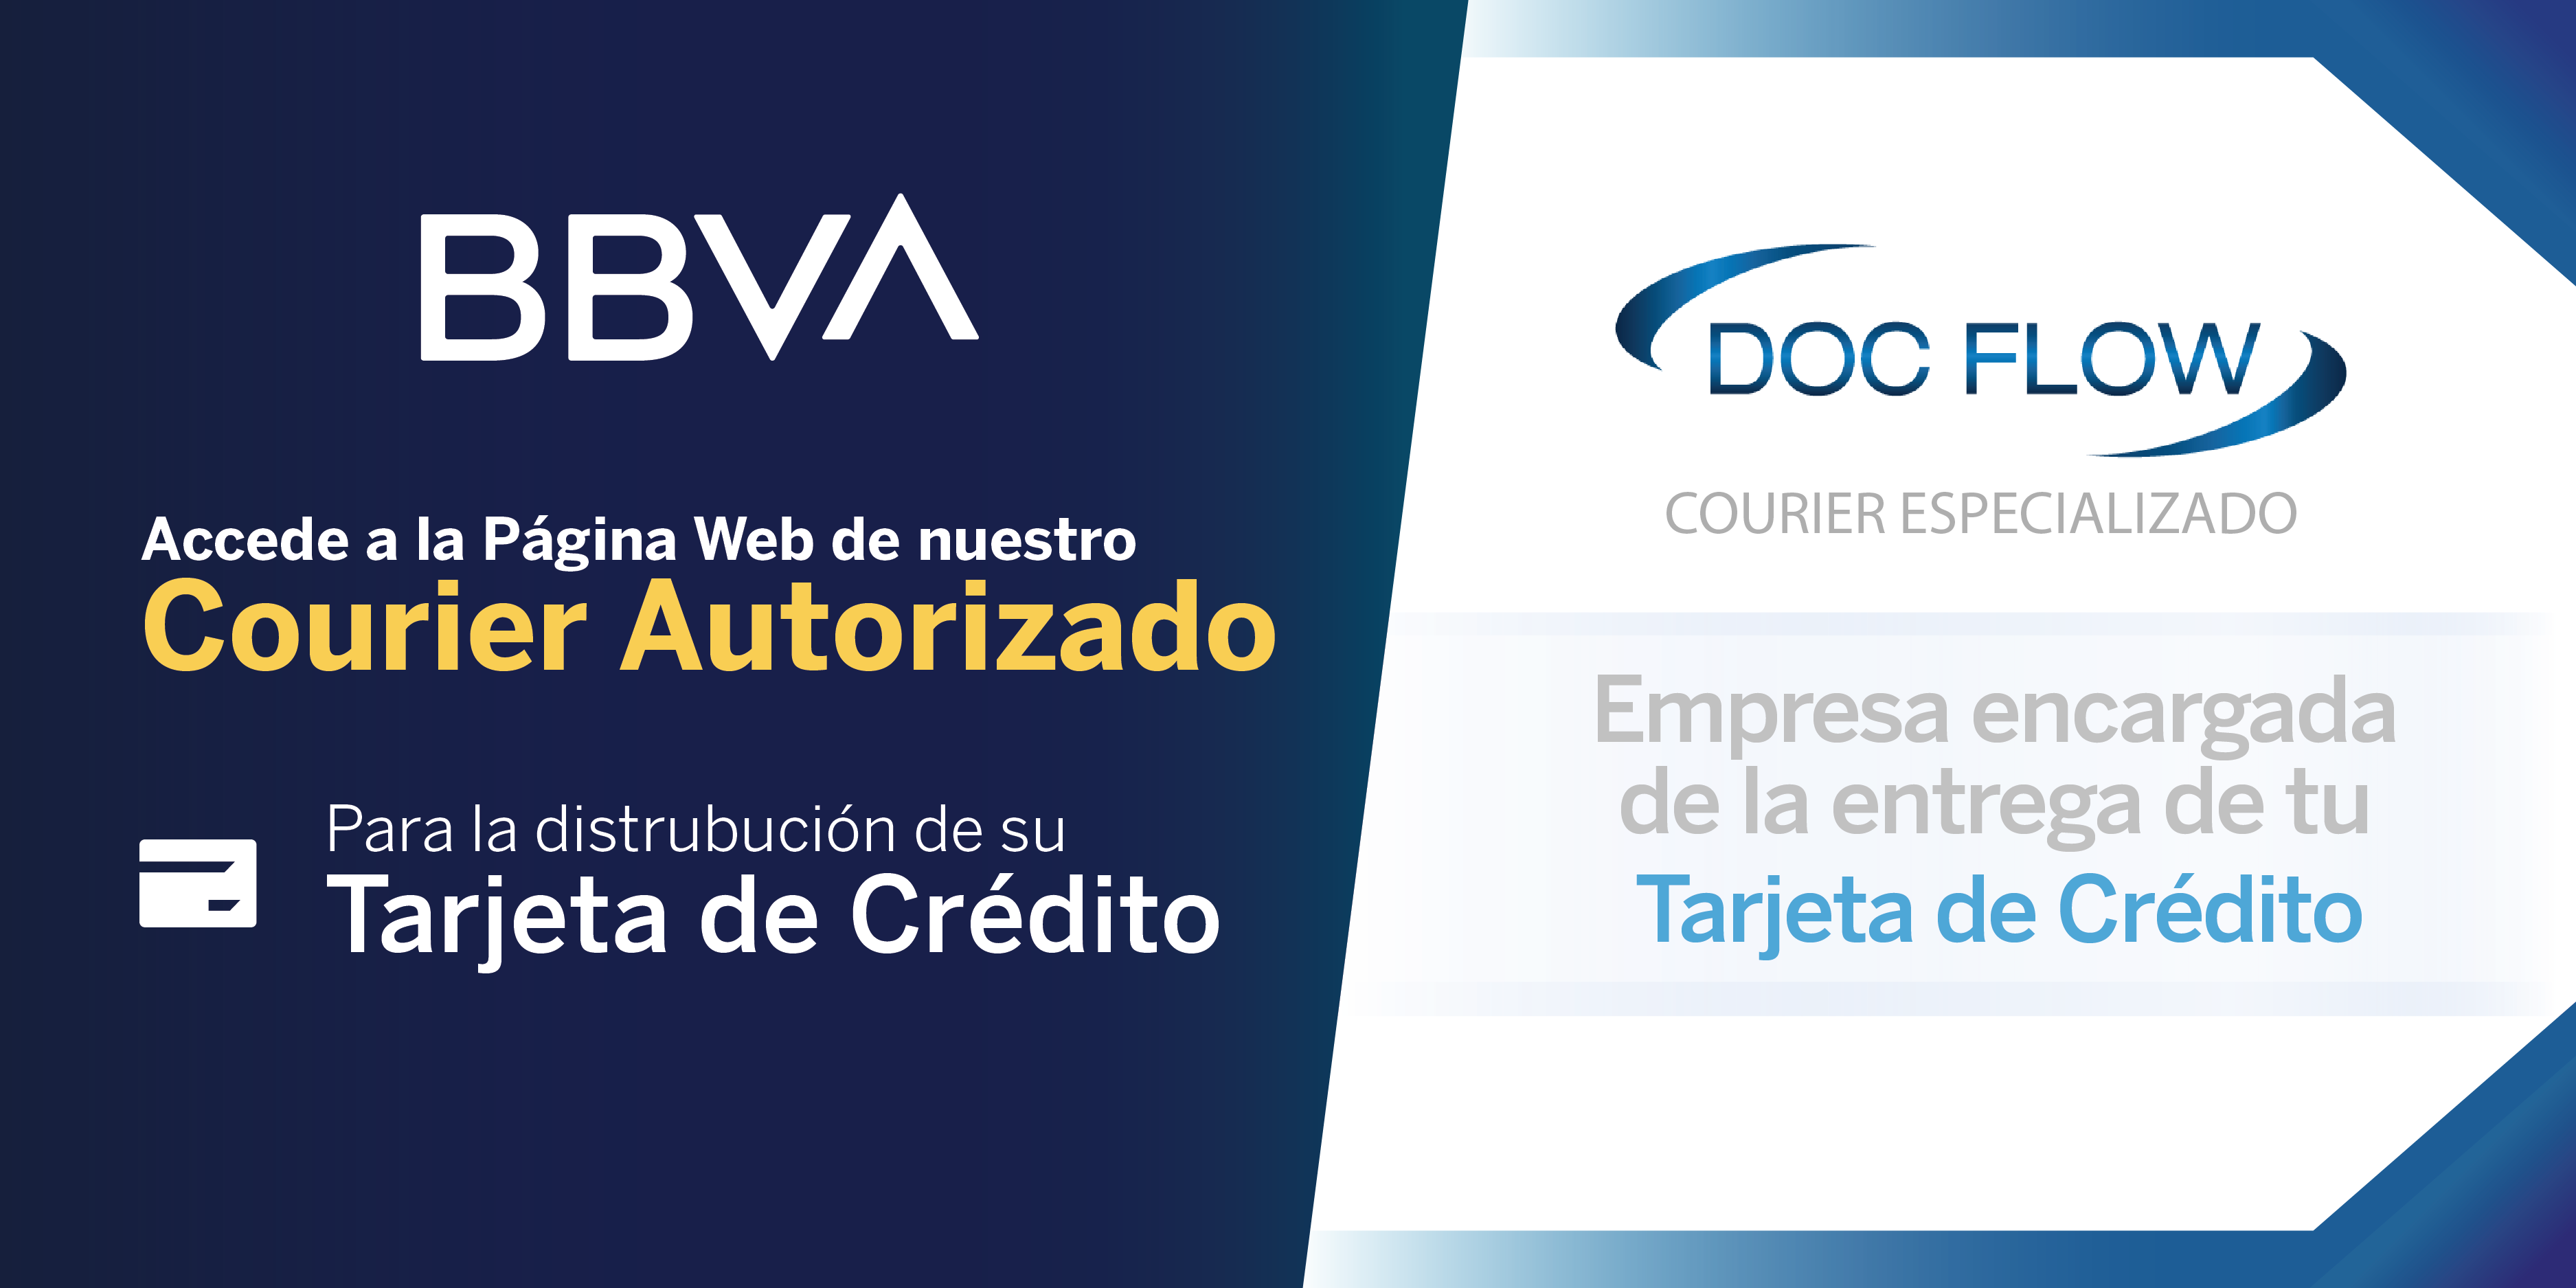 BBVA
Accede a la Página Web de nuestro
Courier Autorizado
Para la distrubución de su
Tarjeta de Crédito
DOC FLOW
COURIER ESPECIALIZADO
Empresa encargada
de la entrega de tu
Tarjeta de Crédito